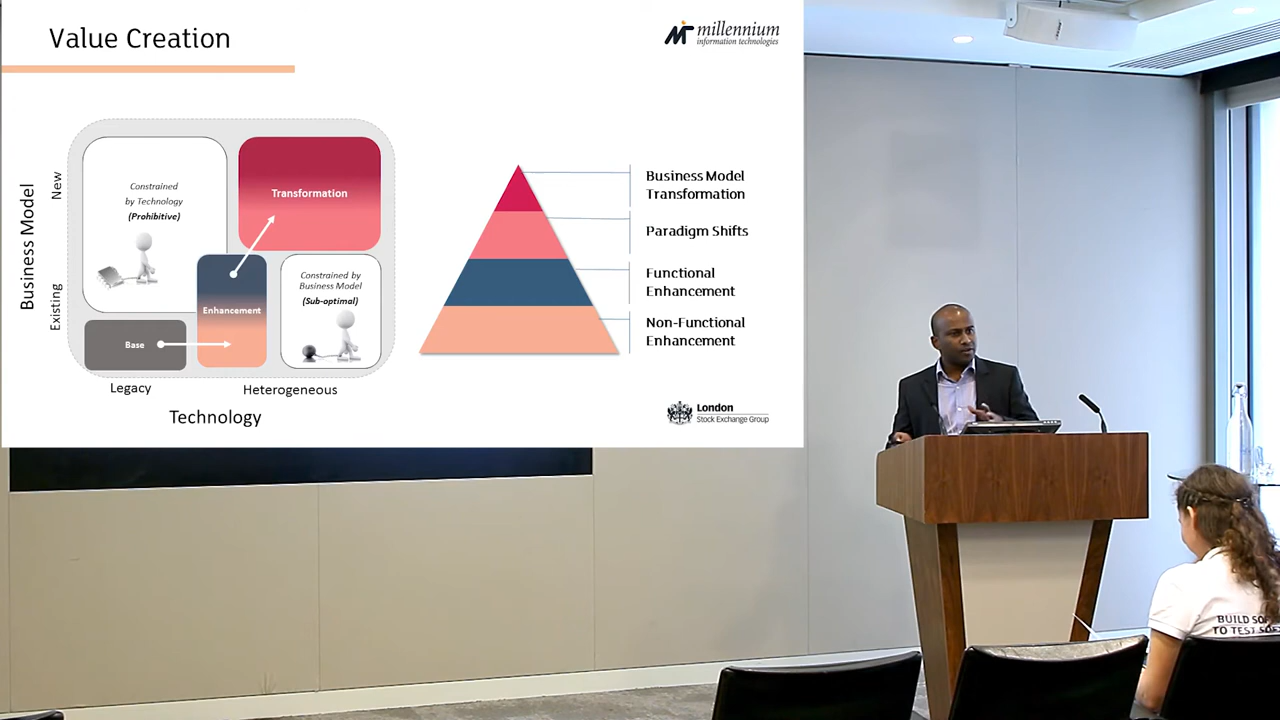 Value Creation
millennium
information technologies
Business Model
New
Existing
Constrained
by Technology
(Prohibitive)
Transformation
Enhancement
Constrained by
Business Model
(Sub-optimal)
Base
Legacy
Heterogeneous
Technology
Business Model
Transformation
Paradigm Shifts
Functional
Enhancement
Non-Functional
Enhancement
London
Stock Exchange Group
BUILD
TO TEST